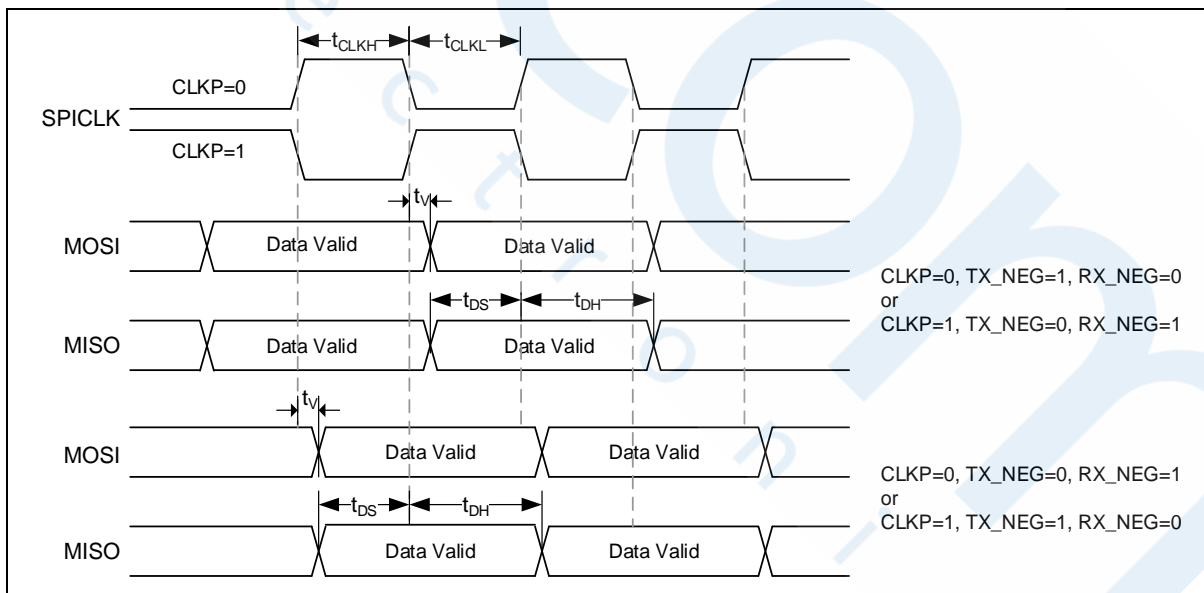 tCLKH tCLKL
CLKP=0
SPICLK
CLKP=1
tV
MOSI Data Valid Data Valid
CLKP=0, TX_NEG=1, RX_NEG=0
or
CLKP=1, TX_NEG=0, RX_NEG=1
tDS tDH
MISO Data Valid Data Valid
tV
MOSI Data Valid Data Valid
CLKP=0, TX_NEG=0, RX_NEG=1
or
CLKP=1, TX_NEG=1, RX_NEG=0
tDS tDH
MISO Data Valid Data Valid